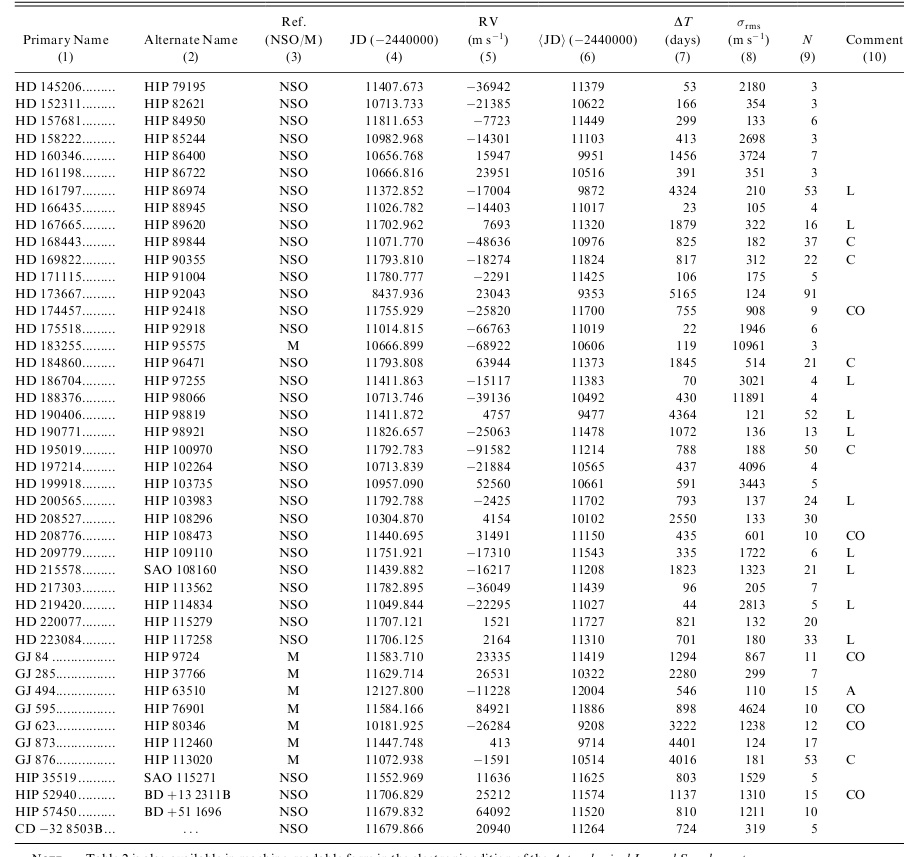 Ref. RV ΔT σrms
Primary Name Alternate Name (NSO/M) JD (−2440000) (m s−1) ⟨JD⟩ (−2440000) (days) (m s−1) N Comment
(1) (2) (3) (4) (5) (6) (7) (8) (9) (10)
HD 145206......... HIP 79195 NSO 11407.673 −36942 11379 53 2180 3
HD 152311......... HIP 82621 NSO 10713.733 −21385 10622 166 354 3
HD 157681......... HIP 84950 NSO 11811.653 −7723 11449 299 133 6
HD 158222......... HIP 85244 NSO 10982.968 −14301 11103 413 2698 3
HD 160346......... HIP 86400 NSO 10656.768 15947 9951 1456 3724 7
HD 161198......... HIP 86722 NSO 10666.816 23951 10516 391 351 3
HD 161797......... HIP 86974 NSO 11372.852 −17004 9872 4324 210 53 L
HD 166435......... HIP 88945 NSO 11026.782 −14403 11017 23 105 4
HD 167665......... HIP 89620 NSO 11702.962 7693 11320 1879 322 16 L
HD 168443......... HIP 89844 NSO 11071.770 −48636 10976 825 182 37 C
HD 169822......... HIP 90355 NSO 11793.810 −18274 11824 817 312 22 C
HD 171115......... HIP 91004 NSO 11780.777 −2291 11425 106 175 5
HD 173667......... HIP 92043 NSO 8437.936 23043 9353 5165 124 91
HD 174457......... HIP 92418 NSO 11755.929 −25820 11700 755 908 9 CO
HD 175518......... HIP 92918 NSO 11014.815 −66763 11019 22 1946 6
HD 183255......... HIP 95575 M 10666.899 −68922 10606 119 10961 3
HD 184860......... HIP 96471 NSO 11793.808 63944 11373 1845 514 21 C
HD 186704......... HIP 97255 NSO 11411.863 −15117 11383 70 3021 4 L
HD 188376......... HIP 98066 NSO 10713.746 −39136 10492 430 11891 4
HD 190406......... HIP 98819 NSO 11411.872 4757 9477 4364 121 52 L
HD 190771......... HIP 98921 NSO 11826.657 −25063 11478 1072 136 13 L
HD 195019......... HIP 100970 NSO 11792.783 −91582 11214 788 188 50 C
HD 197214......... HIP 102264 NSO 10713.839 −21884 10565 437 4096 4
HD 199918......... HIP 103735 NSO 10957.090 52560 10661 591 3443 5
HD 200565......... HIP 103983 NSO 11792.788 −2425 11702 793 137 24 L
HD 208527......... HIP 108296 NSO 10304.870 4154 10102 2550 133 30
HD 208776......... HIP 108473 NSO 11440.695 31491 11150 435 601 10 CO
HD 209779......... HIP 109110 NSO 11751.921 −17310 11543 335 1722 6 L
HD 215578......... SAO 108160 NSO 11439.882 −16217 11208 1823 1323 21 L
HD 217303......... HIP 113562 NSO 11782.895 −36049 11439 96 205 7
HD 219420......... HIP 114834 NSO 11049.844 −22295 11027 44 2813 5 L
HD 220077......... HIP 115279 NSO 11707.121 1521 11727 821 132 20
HD 223084......... HIP 117258 NSO 11706.125 2164 11310 701 180 33 L
GJ 84 ................. HIP 9724 M 11583.710 23335 11419 1294 867 11 CO
GJ 285................ HIP 37766 M 11629.714 26531 10322 2280 299 7
GJ 494................ HIP 63510 M 12127.800 −11228 12004 546 110 15 A
GJ 595................ HIP 76901 M 11584.166 84921 11886 898 4624 10 CO
GJ 623................ HIP 80346 M 10181.925 −26284 9208 3222 1238 12 CO
GJ 873................ HIP 112460 M 11447.748 413 9714 4401 124 17
GJ 876................ HIP 113020 M 11072.938 −1591 10514 4016 181 53 C
HIP 35519.......... SAO 115271 NSO 11552.969 11636 11625 803 1529 5
HIP 52940.......... BD +13 2311B NSO 11706.829 25212 11574 1137 1310 15 CO
HIP 57450.......... BD +51 1696 NSO 11679.832 64092 11520 810 1211 10
CD −32 8503B... ... NSO 11679.866 20940 11264 724 319 5